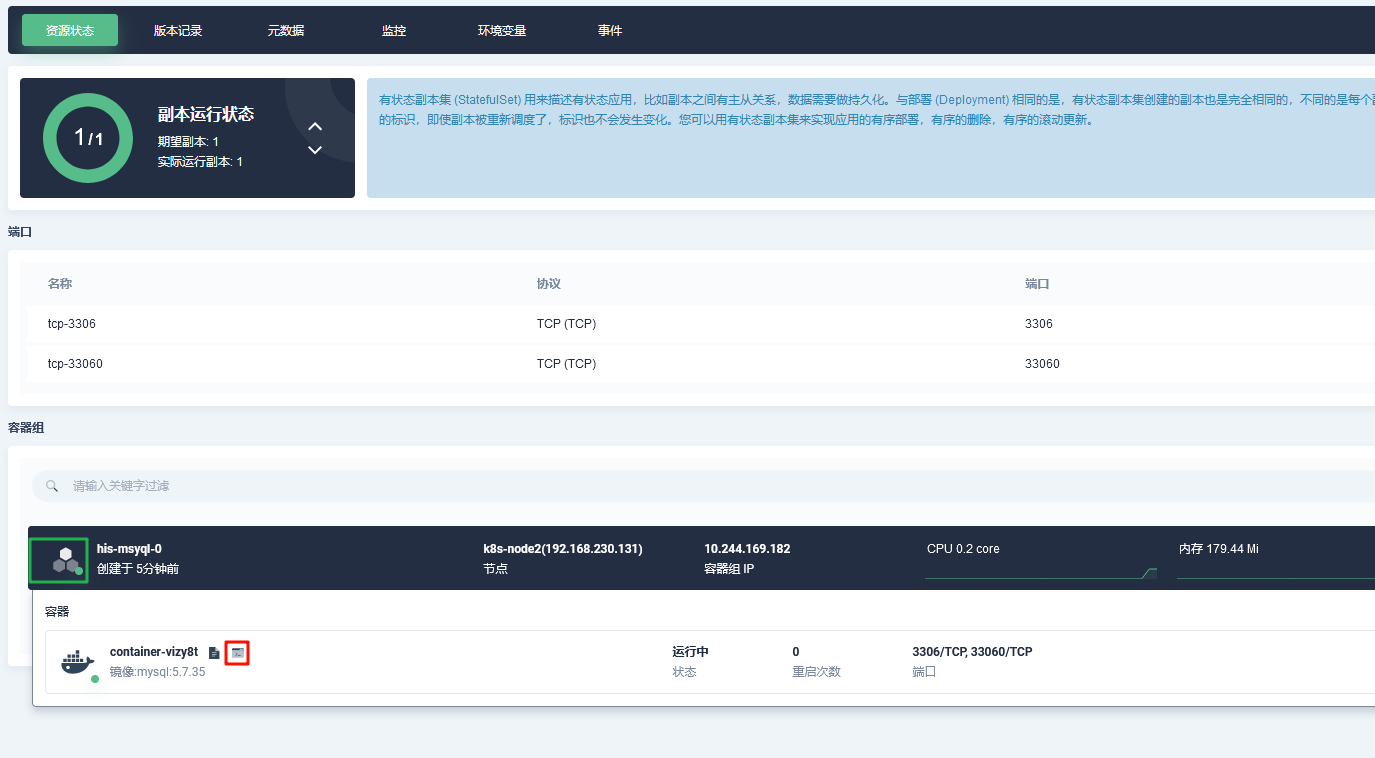 资源状态 版本记录 元数据 监控 环境变量 事件
1/1
副本运行状态
期望副本: 1
实际运行副本: 1
有状态副本集 (StatefulSet) 用来描述有状态应用，比如副本之间有主从关系，数据需要做持久化。与部署 (Deployment) 相同的是，有状态副本集创建的副本也是完全相同的，不同的是每个
的标识，即使副本被重新调度了，标识也不会发生变化。您可以用有状态副本集来实现应用的有序部署，有序的删除，有序的滚动更新。
端口
名称 协议 端口
tcp-3306 TCP (TCP) 3306
tcp-33060 TCP (TCP) 33060
容器组
请输入关键字过滤
his-msyql-0 k8s-node2(192.168.230.131) 10.244.169.182 CPU 0.2 core 内存 179.44 Mi
创建于 5分钟前 节点 容器组 IP
容器
container-vizy8t 运行中 0 3306/TCP, 33060/TCP
镜像:mysql:5.7.35 状态 重启次数 端口